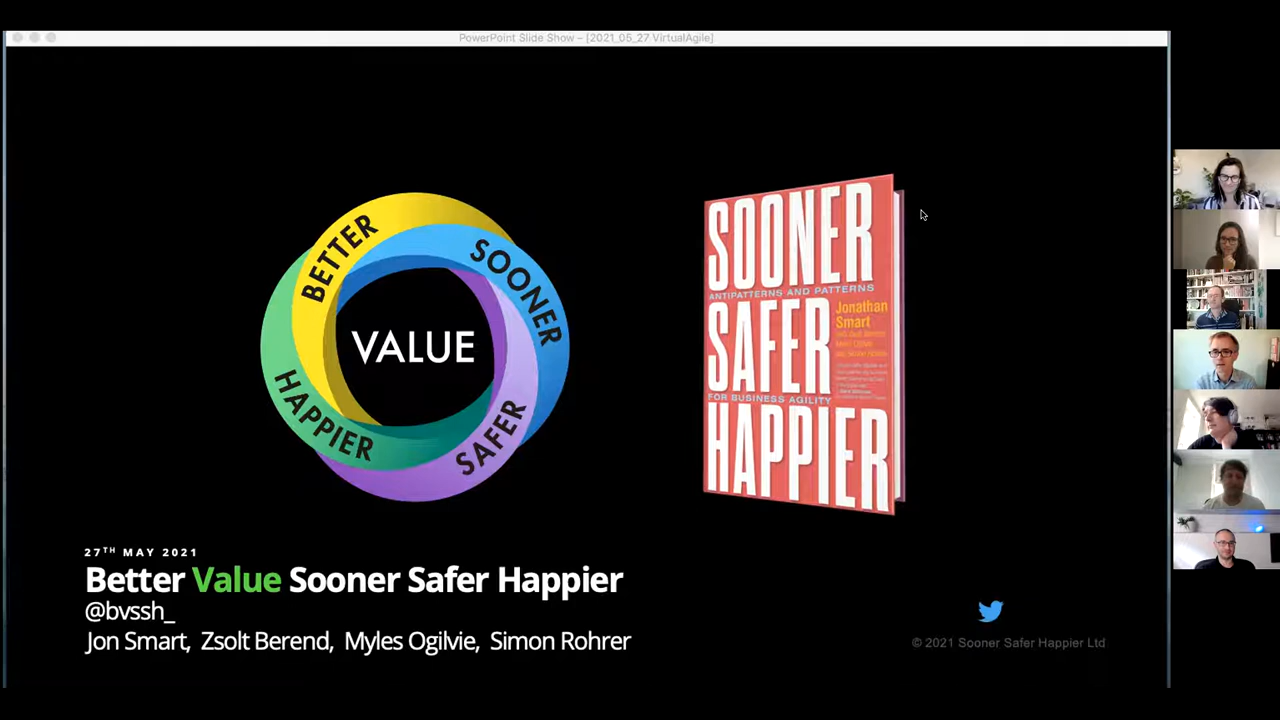 PowerPoint Slide Show – [2021_05_27 VirtualAgile]
BETTER
SOONER
VALUE
HAPPIER
SAFER
SOONER
ANTIPATTERNS AND PATTERNS
SAFER
Jonathan
Smart
FOR BUSINESS AGILITY
HAPPIER
27TH MAY 2021
Better Value Sooner Safer Happier
@bvssh_
Jon Smart, Zsolt Berend, Myles Ogilvie, Simon Rohrer
© 2021 Sooner Safer Happier Ltd